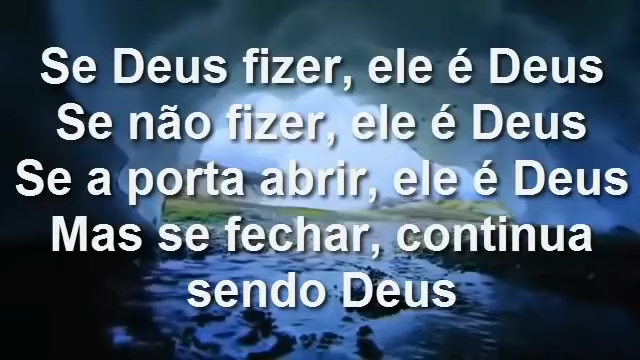 Se Deus fizer, ele é Deus
Se não fizer, ele é Deus
Se a porta abrir, ele é Deus
Mas se fechar, continua
sendo Deus